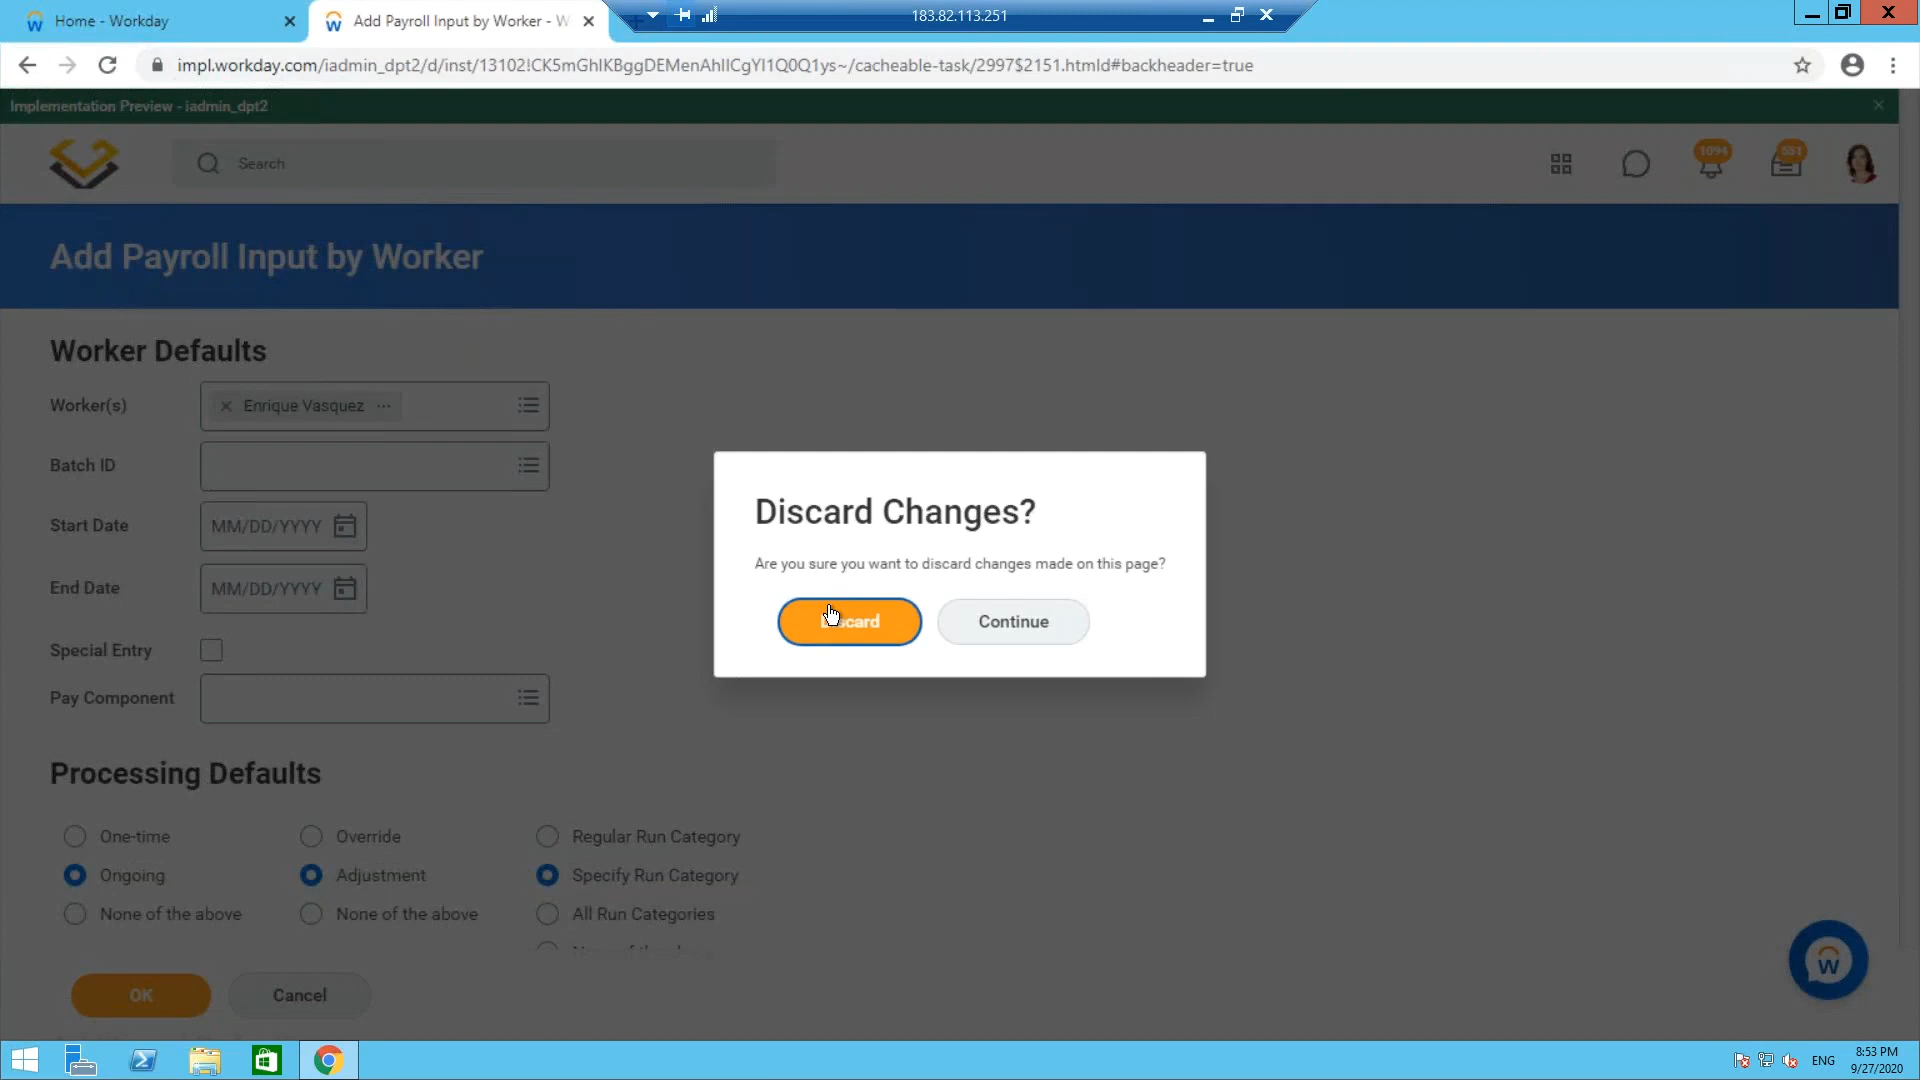 Home - Workday
Add Payroll Input by Worker - W
183.82.113.251
impl.workday.com/iadmin_dpt2/d/inst/13102!CK5mGhIKBggDEMenAhIICgYI1Q0Q1ys~/cacheable-task/2997$2151.htmld#backheader=true
Implementation Preview - iadmin_dpt2
Search
1094
551
Add Payroll Input by Worker
Worker Defaults
Worker(s)
Enrique Vasquez
Batch ID
Start Date
MM/DD/YYYY
End Date
MM/DD/YYYY
Special Entry
Pay Component
Discard Changes?
Are you sure you want to discard changes made on this page?
Discard
Continue
Processing Defaults
One-time
Override
Regular Run Category
Ongoing
Adjustment
Specify Run Category
None of the above
None of the above
All Run Categories
OK
Cancel
ENG
8:53 PM
9/27/2020